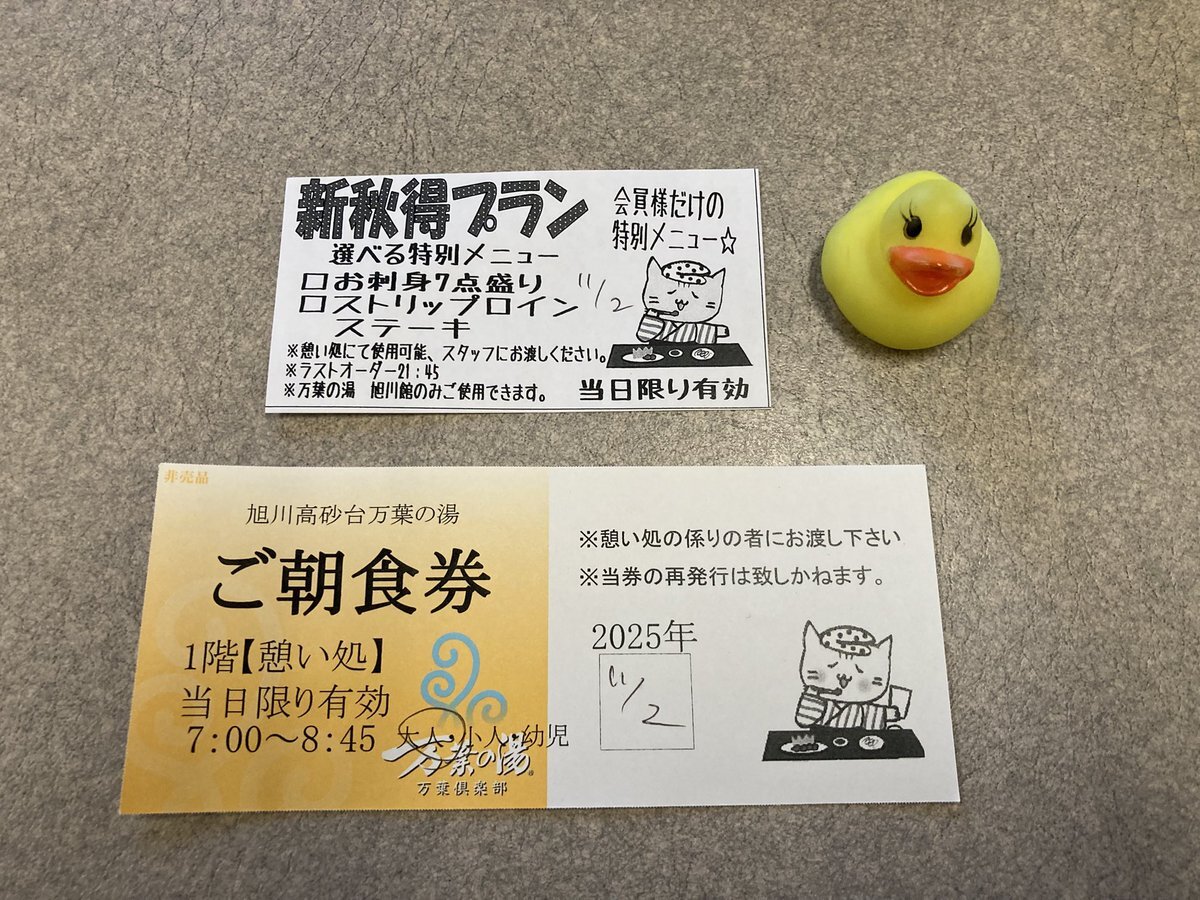 新秋得プラン
会員様だけの
特別メニュー☆
選べる特別メニュー
□お刺身7点盛り
□ストリップロイン
ステーキ
11/2
※憩い処にて使用可能、スタッフにお渡しください。
※ラストオーダー21:45
※万葉の湯 旭川館のみご使用できます。
当日限り有効
非売品
旭川高砂台万葉の湯
ご朝食券
1階【憩い処】
当日限り有効
7:00～8:45 大人・小人・幼児
万葉の湯®
万葉倶楽部
※憩い処の係りの者にお渡し下さい
※当券の再発行は致しかねます。
2025年
11/2